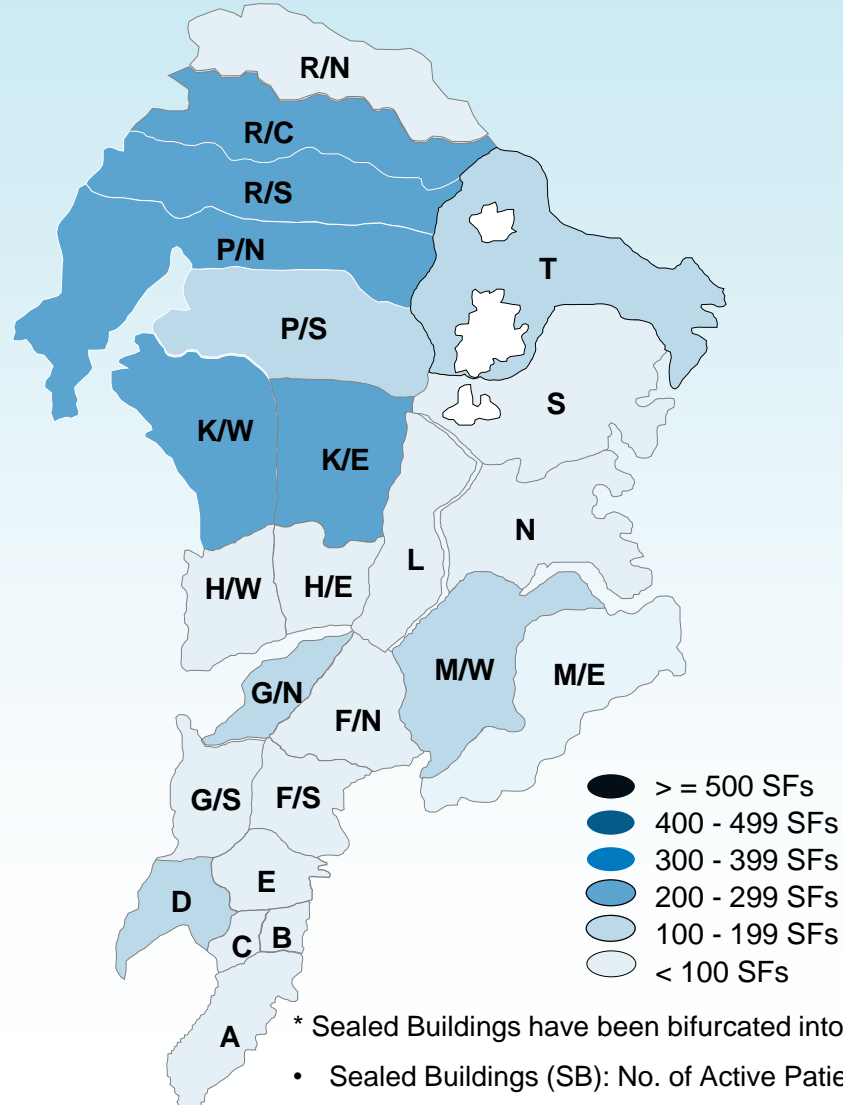 R/N
R/C
R/S
P/N
T
P/S
S
K/W
K/E
N
L
H/W
H/E
M/W
M/E
G/N
F/N
G/S
F/S
E
D
B
C
A
> = 500 SFs
400 - 499 SFs
300 - 399 SFs
200 - 299 SFs
100 - 199 SFs
< 100 SFs
* Sealed Buildings have been bifurcated into
• Sealed Buildings (SB): No. of Active Patie